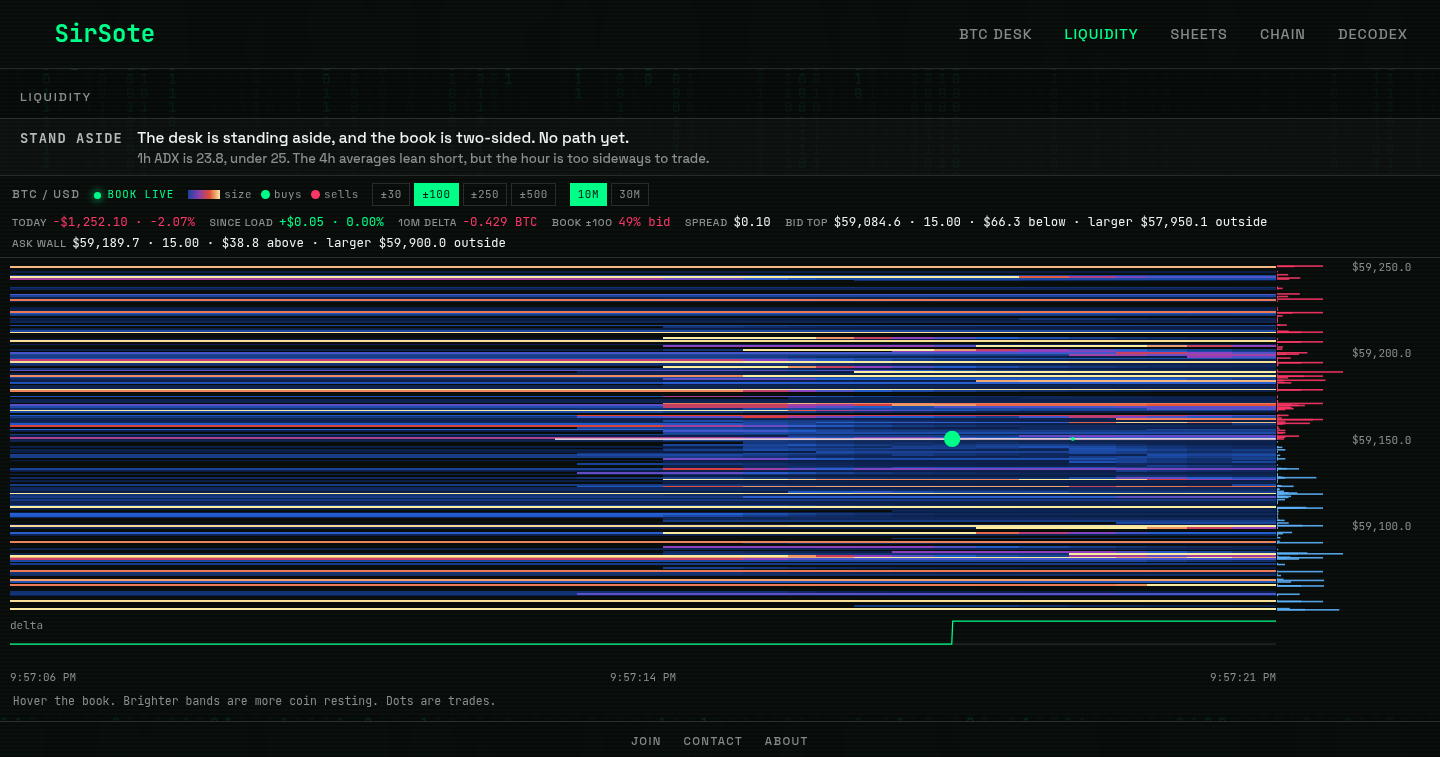 SirSote
BTC DESK LIQUIDITY SHEETS CHAIN DECODEX
LIQUIDITY
STAND ASIDE The desk is standing aside, and the book is two-sided. No path yet.
1h ADX is 23.8, under 25. The 4h averages lean short, but the hour is too sideways to trade.
BTC / USD BOOK LIVE size buys sells ±30 ±100 ±250 ±500 10M 30M
TODAY -$1,252.10 · -2.07% SINCE LOAD +$0.05 · 0.00% 10M DELTA -0.429 BTC BOOK ±100 49% bid SPREAD $0.10 BID TOP $59,084.6 · 15.00 · $66.3 below · larger $57,950.1 outside
ASK WALL $59,189.7 · 15.00 · $38.8 above · larger $59,900.0 outside
$59,250.0
$59,200.0
$59,150.0
$59,100.0
delta
9:57:06 PM 9:57:14 PM 9:57:21 PM
Hover the book. Brighter bands are more coin resting. Dots are trades.
JOIN CONTACT ABOUT